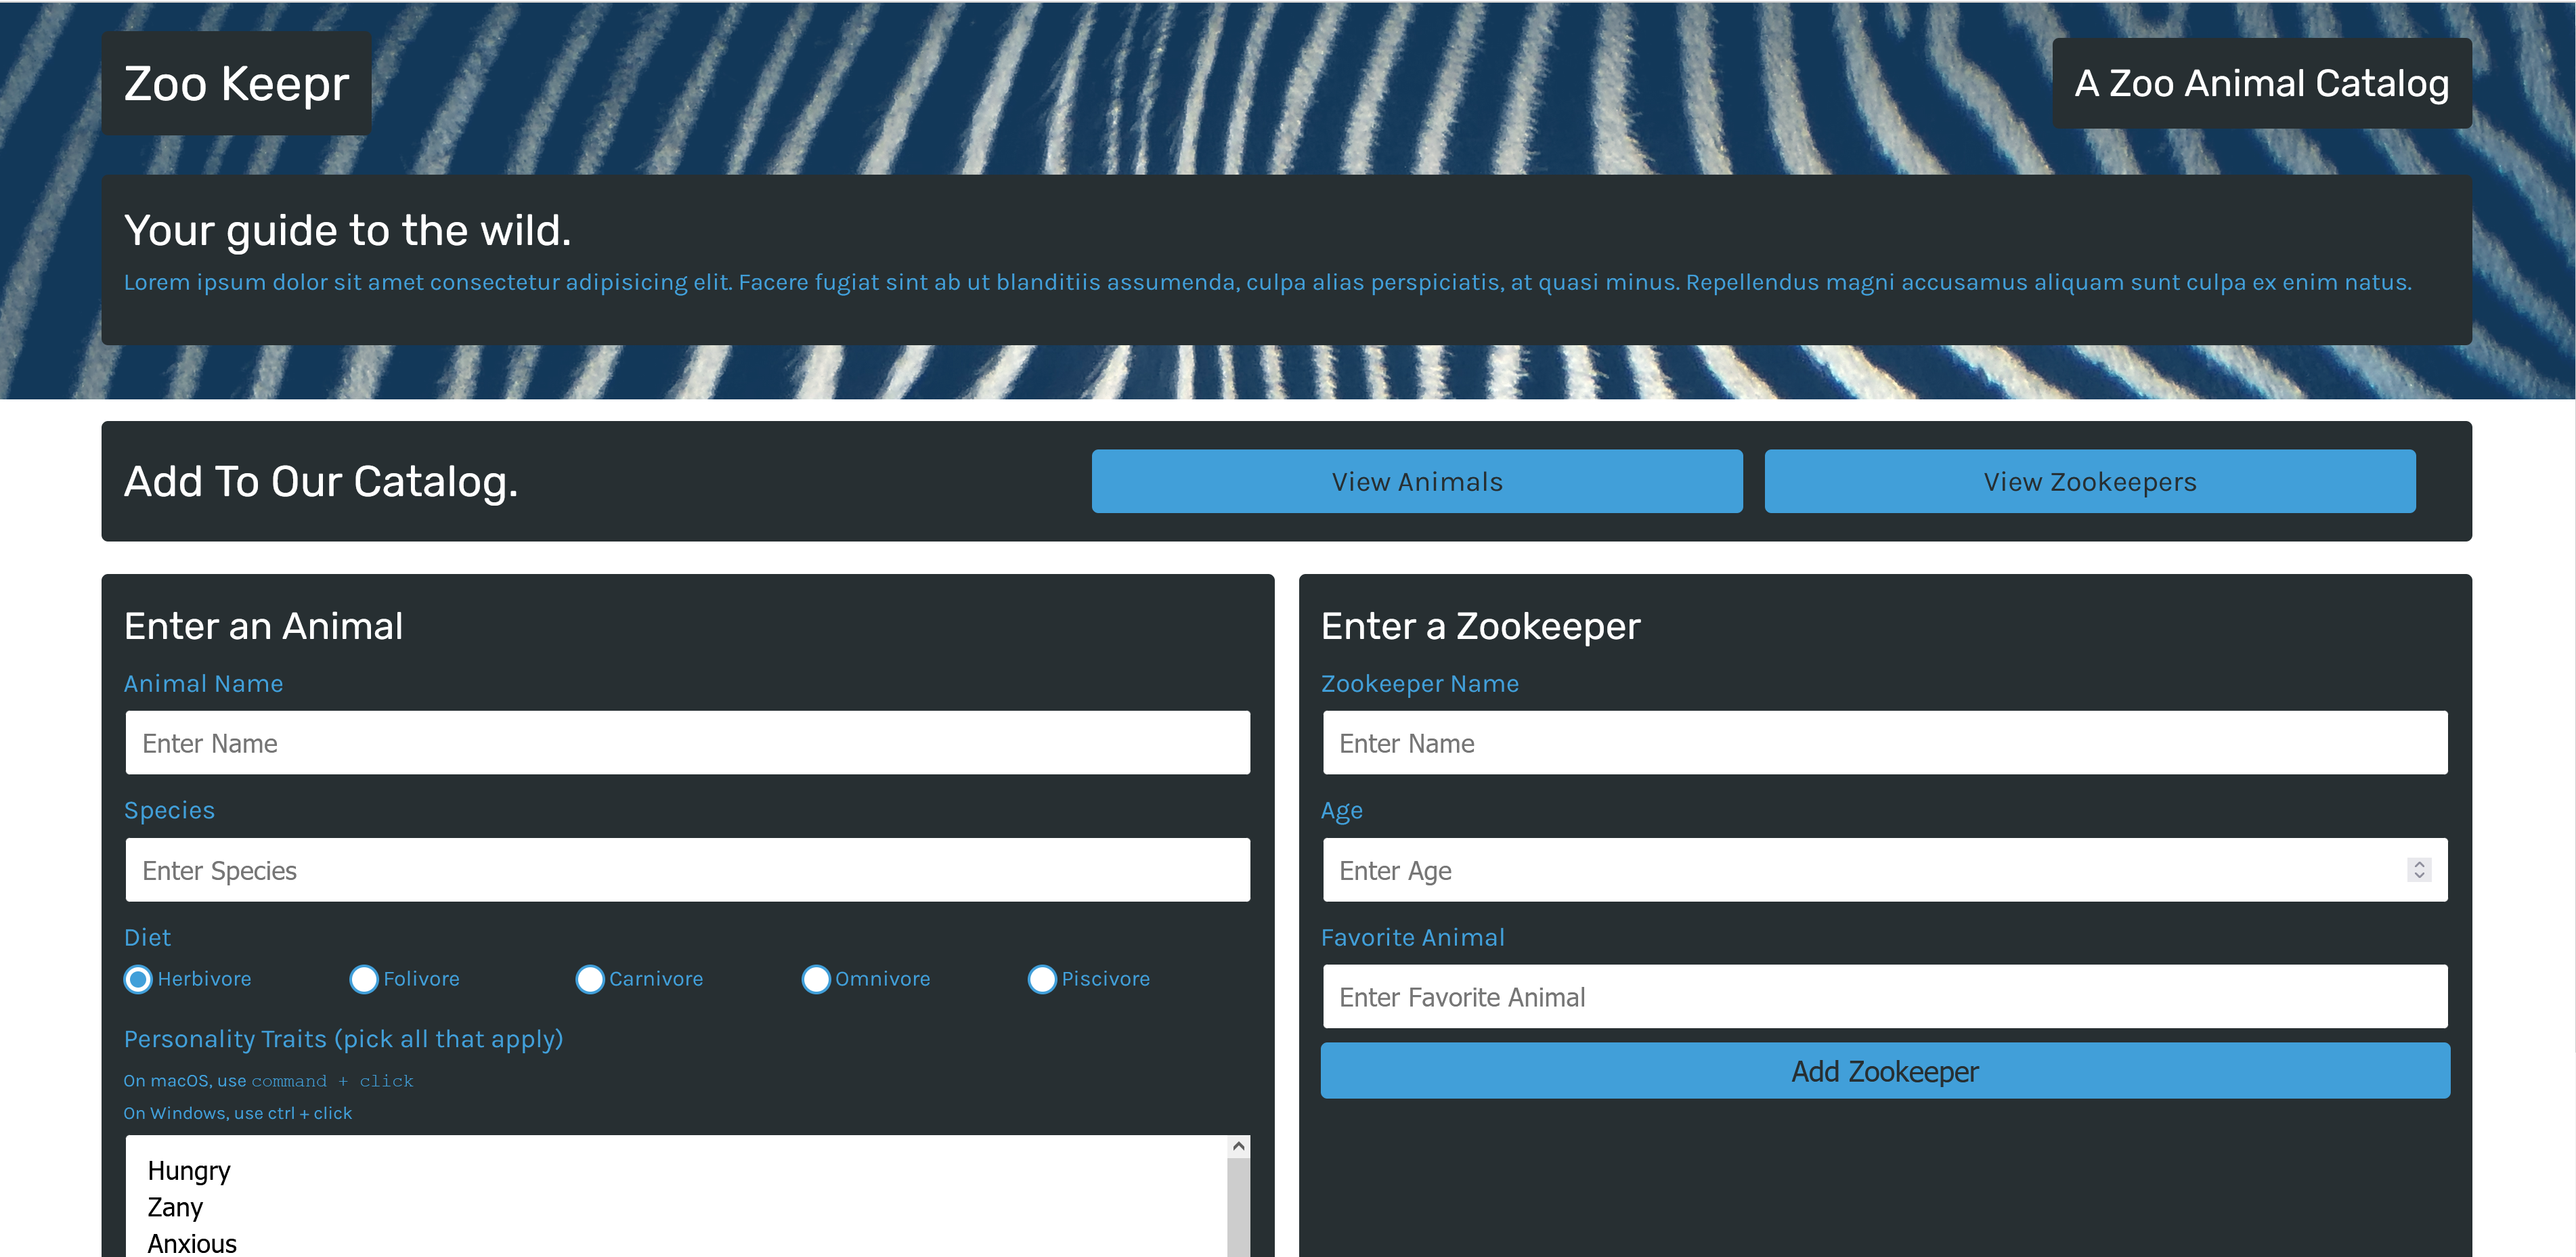 Zoo Keepr
A Zoo Animal Catalog
Your guide to the wild.
Lorem ipsum dolor sit amet consectetur adipisicing elit. Facere fugiat sint ab ut blanditiis assumenda, culpa alias perspiciatis, at quasi minus. Repellendus magni accusamus aliquam sunt culpa ex enim natus.
Add To Our Catalog.
View Animals
View Zookeepers
Enter an Animal
Animal Name
Enter Name
Species
Enter Species
Diet
Herbivore
Folivore
Carnivore
Omnivore
Piscivore
Personality Traits (pick all that apply)
On macOS, use command + click
On Windows, use ctrl + click
Hungry
Zany
Anxious
Enter a Zookeeper
Zookeeper Name
Enter Name
Age
Enter Age
Favorite Animal
Enter Favorite Animal
Add Zookeeper